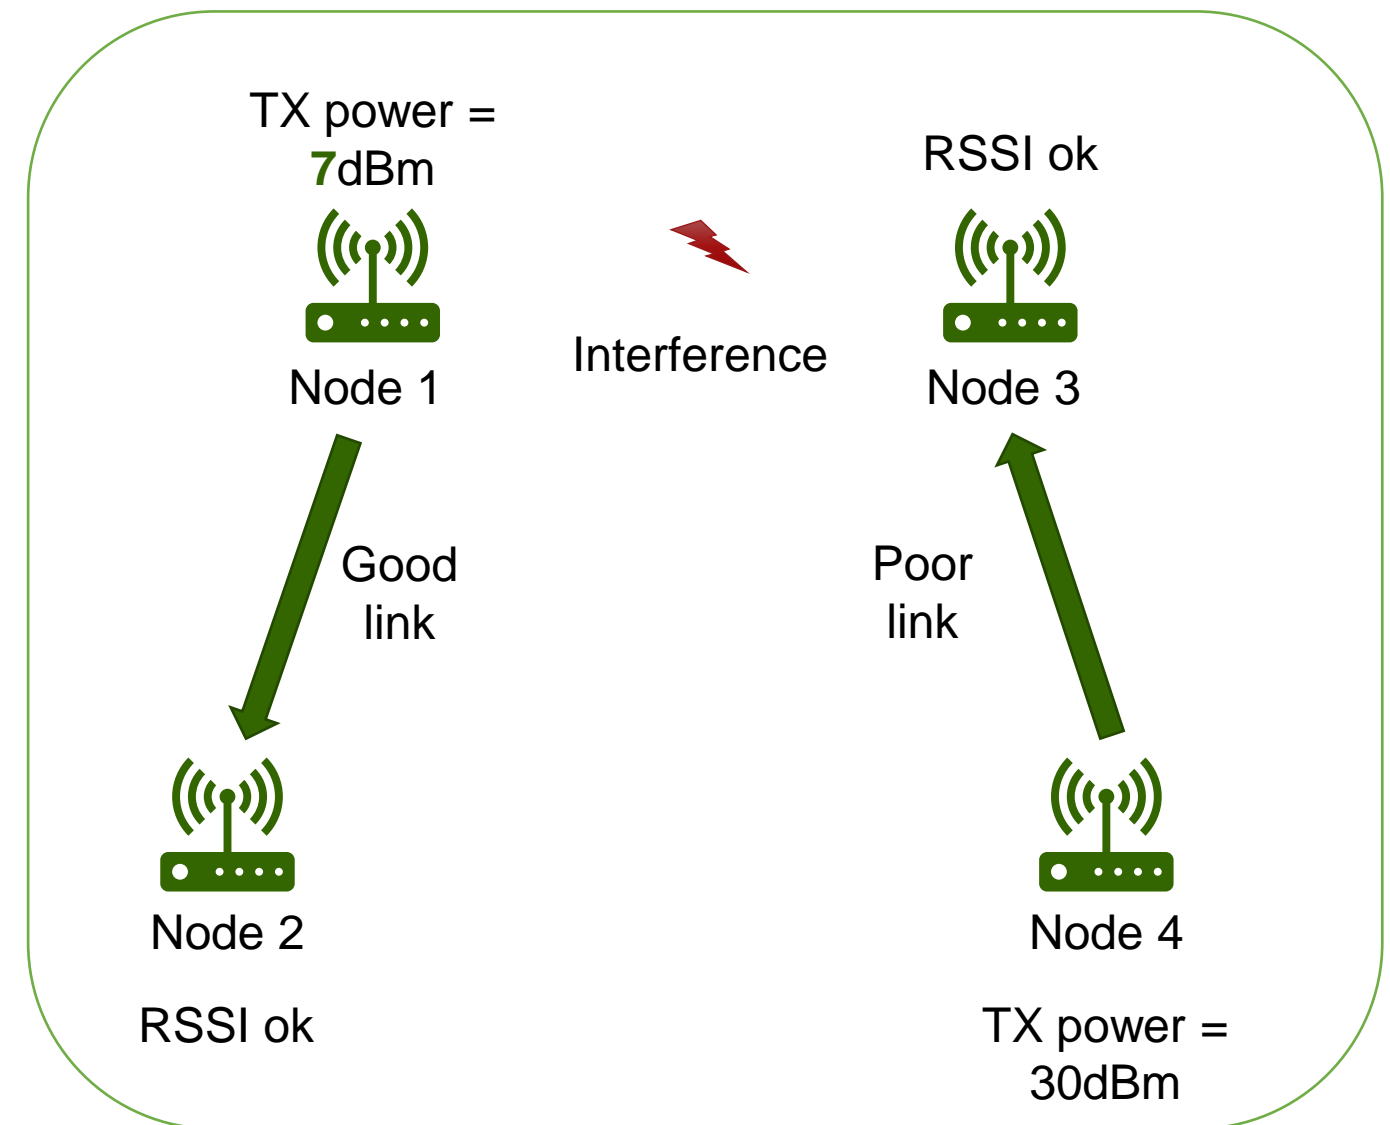 TX power =
7dBm
RSSI ok
Interference
Node 1
Node 3
Good
link
Poor
link
Node 2
Node 4
RSSI ok
TX power =
30dBm